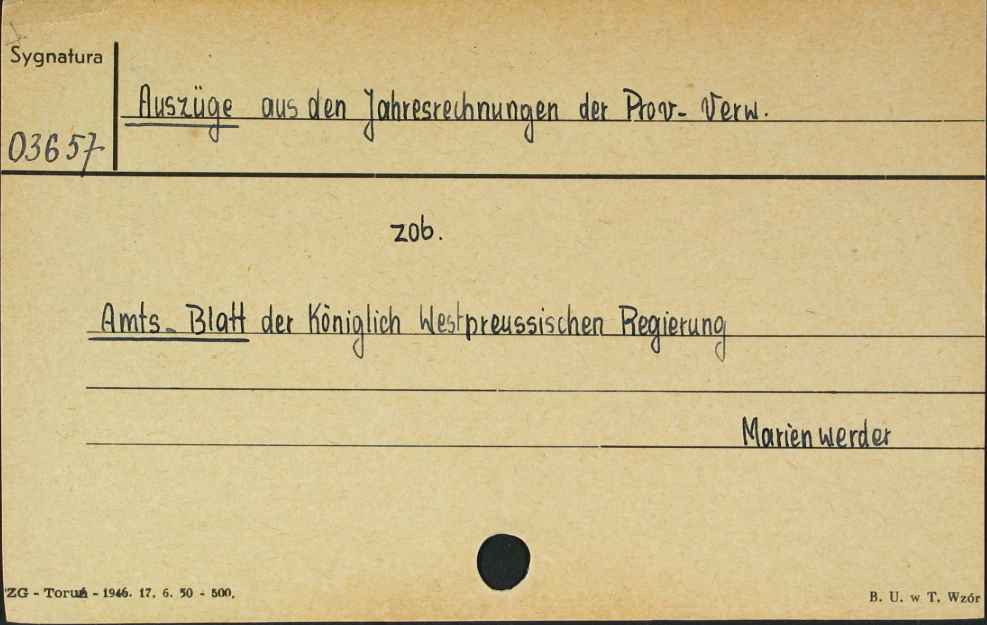 Sygnatura
Auszüge aus den Jahresrechnungen der Prov- Verw.
03657
zob.
Amts-Blatt der Königlich Westpreussischen Regierung
Marienwerder
ZG - Toruń - 1946. 17. 6. 50 - 500.
B. U. w T. Wzór